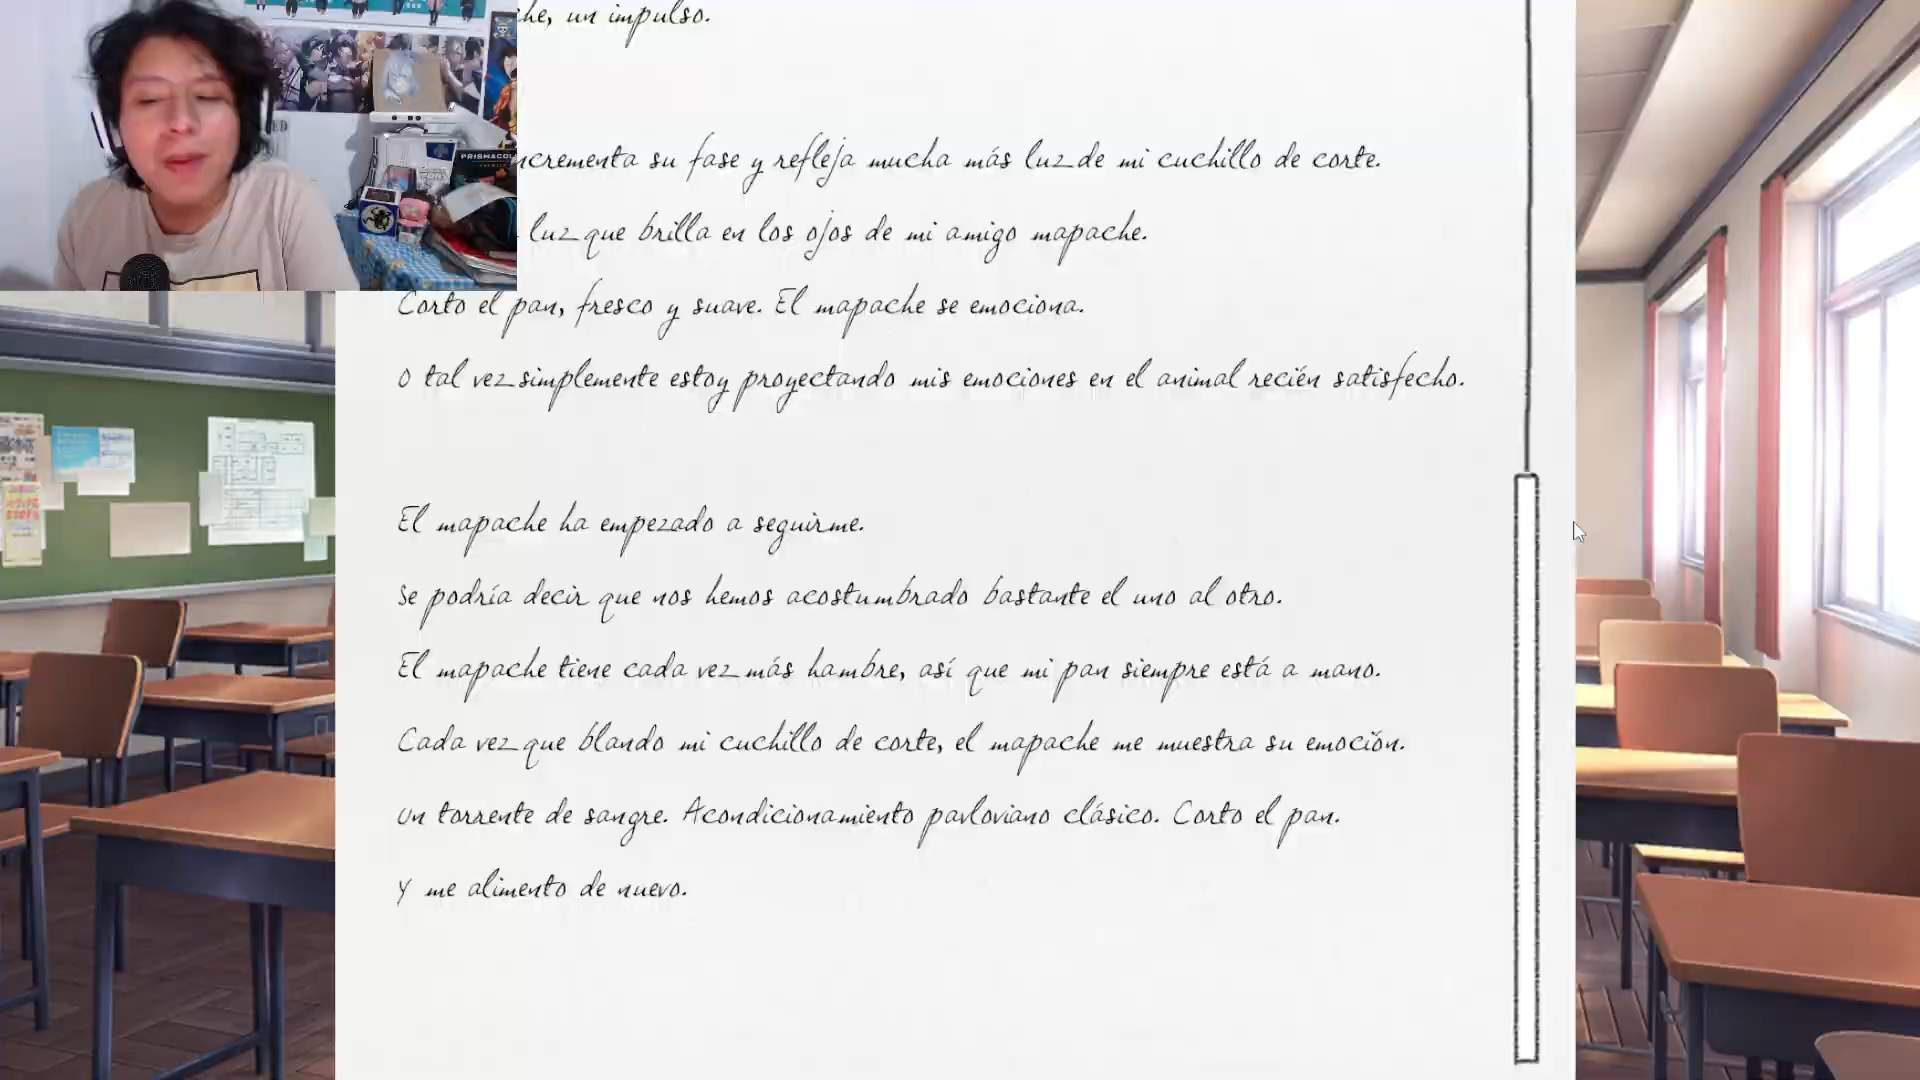 un impulso.
incrementa su fase y refleja mucha más luz de mi cuchillo de corte.
luz que brilla en los ojos de mi amigo mapache.
Corto el pan, fresco y suave. El mapache se emociona.
O tal vez simplemente estoy proyectando mis emociones en el animal recién satisfecho.
El mapache ha empezado a seguirme.
Se podría decir que nos hemos acostumbrado bastante el uno al otro.
El mapache tiene cada vez más hambre, así que mi pan siempre está a mano.
Cada vez que blando mi cuchillo de corte, el mapache me muestra su emoción.
Un torrente de sangre. Acondicionamiento pavloviano clásico. Corto el pan.
Y me alimento de nuevo.